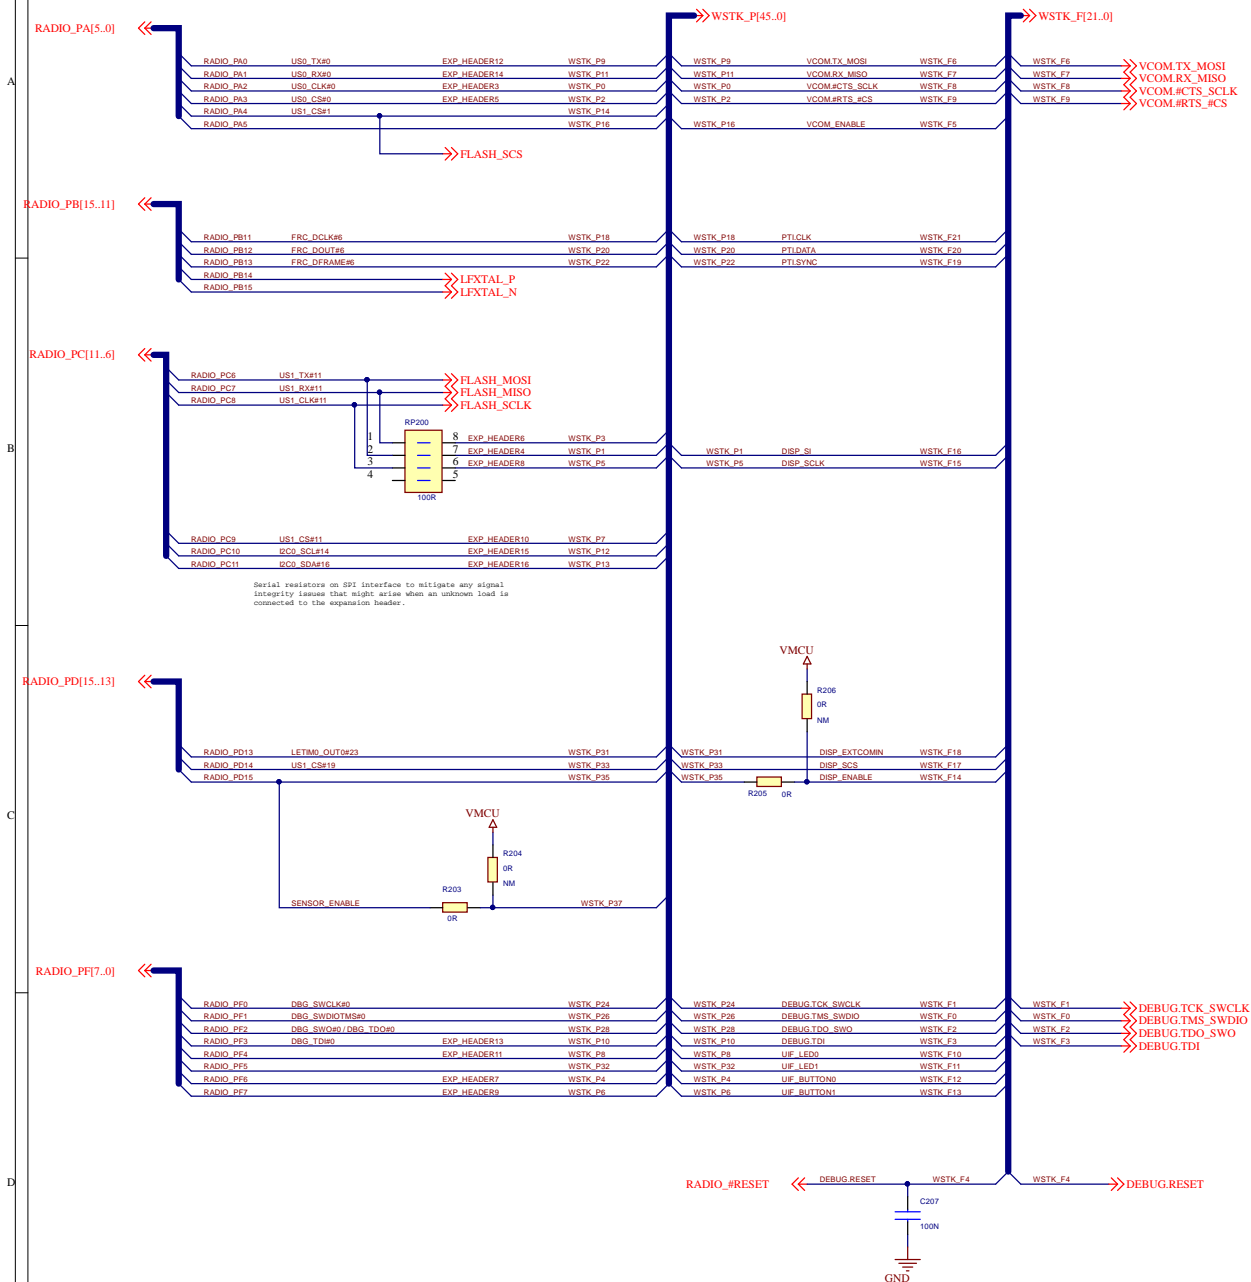 RADIO_PA[5..0] WSTK_P[45..0] WSTK_F[21..0]
A
RADIO_PA0 US0_TX#0 EXP_HEADER12 WSTK_P9 WSTK_P9 VCOM.TX_MOSI WSTK_F6 WSTK_F6 VCOM.TX_MOSI
RADIO_PA1 US0_RX#0 EXP_HEADER14 WSTK_P11 WSTK_P11 VCOM.RX_MISO WSTK_F7 WSTK_F7 VCOM.RX_MISO
RADIO_PA2 US0_CLK#0 EXP_HEADER3 WSTK_P0 WSTK_P0 VCOM.#CTS_SCLK WSTK_F8 WSTK_F8 VCOM.#CTS_SCLK
RADIO_PA3 US0_CS#0 EXP_HEADER5 WSTK_P2 WSTK_P2 VCOM.#RTS_#CS WSTK_F9 WSTK_F9 VCOM.#RTS_#CS
RADIO_PA4 US1_CS#1 WSTK_P14
RADIO_PA5 WSTK_P16 WSTK_P16 VCOM_ENABLE WSTK_F5
FLASH_SCS
RADIO_PB[15..11]
RADIO_PB11 FRC_DCLK#6 WSTK_P18 WSTK_P18 PTI.CLK WSTK_F21
RADIO_PB12 FRC_DOUT#6 WSTK_P20 WSTK_P20 PTI.DATA WSTK_F20
RADIO_PB13 FRC_DFRAME#6 WSTK_P22 WSTK_P22 PTI.SYNC WSTK_F19
RADIO_PB14 LFXTAL_P
RADIO_PB15 LFXTAL_N
RADIO_PC[11..6]
RADIO_PC6 US1_TX#11 FLASH_MOSI
RADIO_PC7 US1_RX#11 FLASH_MISO
RADIO_PC8 US1_CLK#11 FLASH_SCLK
RP200
B
1 8 EXP_HEADER6 WSTK_P3
2 7 EXP_HEADER4 WSTK_P1 WSTK_P1 DISP_SI WSTK_F16
3 6 EXP_HEADER8 WSTK_P5 WSTK_P5 DISP_SCLK WSTK_F15
4 5
100R
RADIO_PC9 US1_CS#11 EXP_HEADER10 WSTK_P7
RADIO_PC10 I2C0_SCL#14 EXP_HEADER15 WSTK_P12
RADIO_PC11 I2C0_SDA#16 EXP_HEADER16 WSTK_P13
Serial resistors on SPI interface to mitigate any signal
integrity issues that might arise when an unknown load is
connected to the expansion header.
VMCU
RADIO_PD[15..13]
R206
0R
NM
RADIO_PD13 LETIM0_OUT0#23 WSTK_P31 WSTK_P31 DISP_EXTCOMIN WSTK_F18
RADIO_PD14 US1_CS#19 WSTK_P33 WSTK_P33 DISP_SCS WSTK_F17
RADIO_PD15 WSTK_P35 WSTK_P35 DISP_ENABLE WSTK_F14
R205 0R
C
VMCU
R204
0R
NM
R203
SENSOR_ENABLE WSTK_P37
0R
RADIO_PF[7..0]
RADIO_PF0 DBG_SWCLK#0 WSTK_P24 WSTK_P24 DEBUG.TCK_SWCLK WSTK_F1 WSTK_F1 DEBUG.TCK_SWCLK
RADIO_PF1 DBG_SWDIOTMS#0 WSTK_P26 WSTK_P26 DEBUG.TMS_SWDIO WSTK_F0 WSTK_F0 DEBUG.TMS_SWDIO
RADIO_PF2 DBG_SWO#0 / DBG_TDO#0 WSTK_P28 WSTK_P28 DEBUG.TDO_SWO WSTK_F2 WSTK_F2 DEBUG.TDO_SWO
RADIO_PF3 DBG_TDI#0 EXP_HEADER13 WSTK_P10 WSTK_P10 DEBUG.TDI WSTK_F3 WSTK_F3 DEBUG.TDI
RADIO_PF4 EXP_HEADER11 WSTK_P8 WSTK_P8 UIF_LED0 WSTK_F10
RADIO_PF5 WSTK_P32 WSTK_P32 UIF_LED1 WSTK_F11
RADIO_PF6 EXP_HEADER7 WSTK_P4 WSTK_P4 UIF_BUTTON0 WSTK_F12
RADIO_PF7 EXP_HEADER9 WSTK_P6 WSTK_P6 UIF_BUTTON1 WSTK_F13
D
RADIO_#RESET DEBUG.RESET WSTK_F4 WSTK_F4 DEBUG.RESET
C207
100N
GND